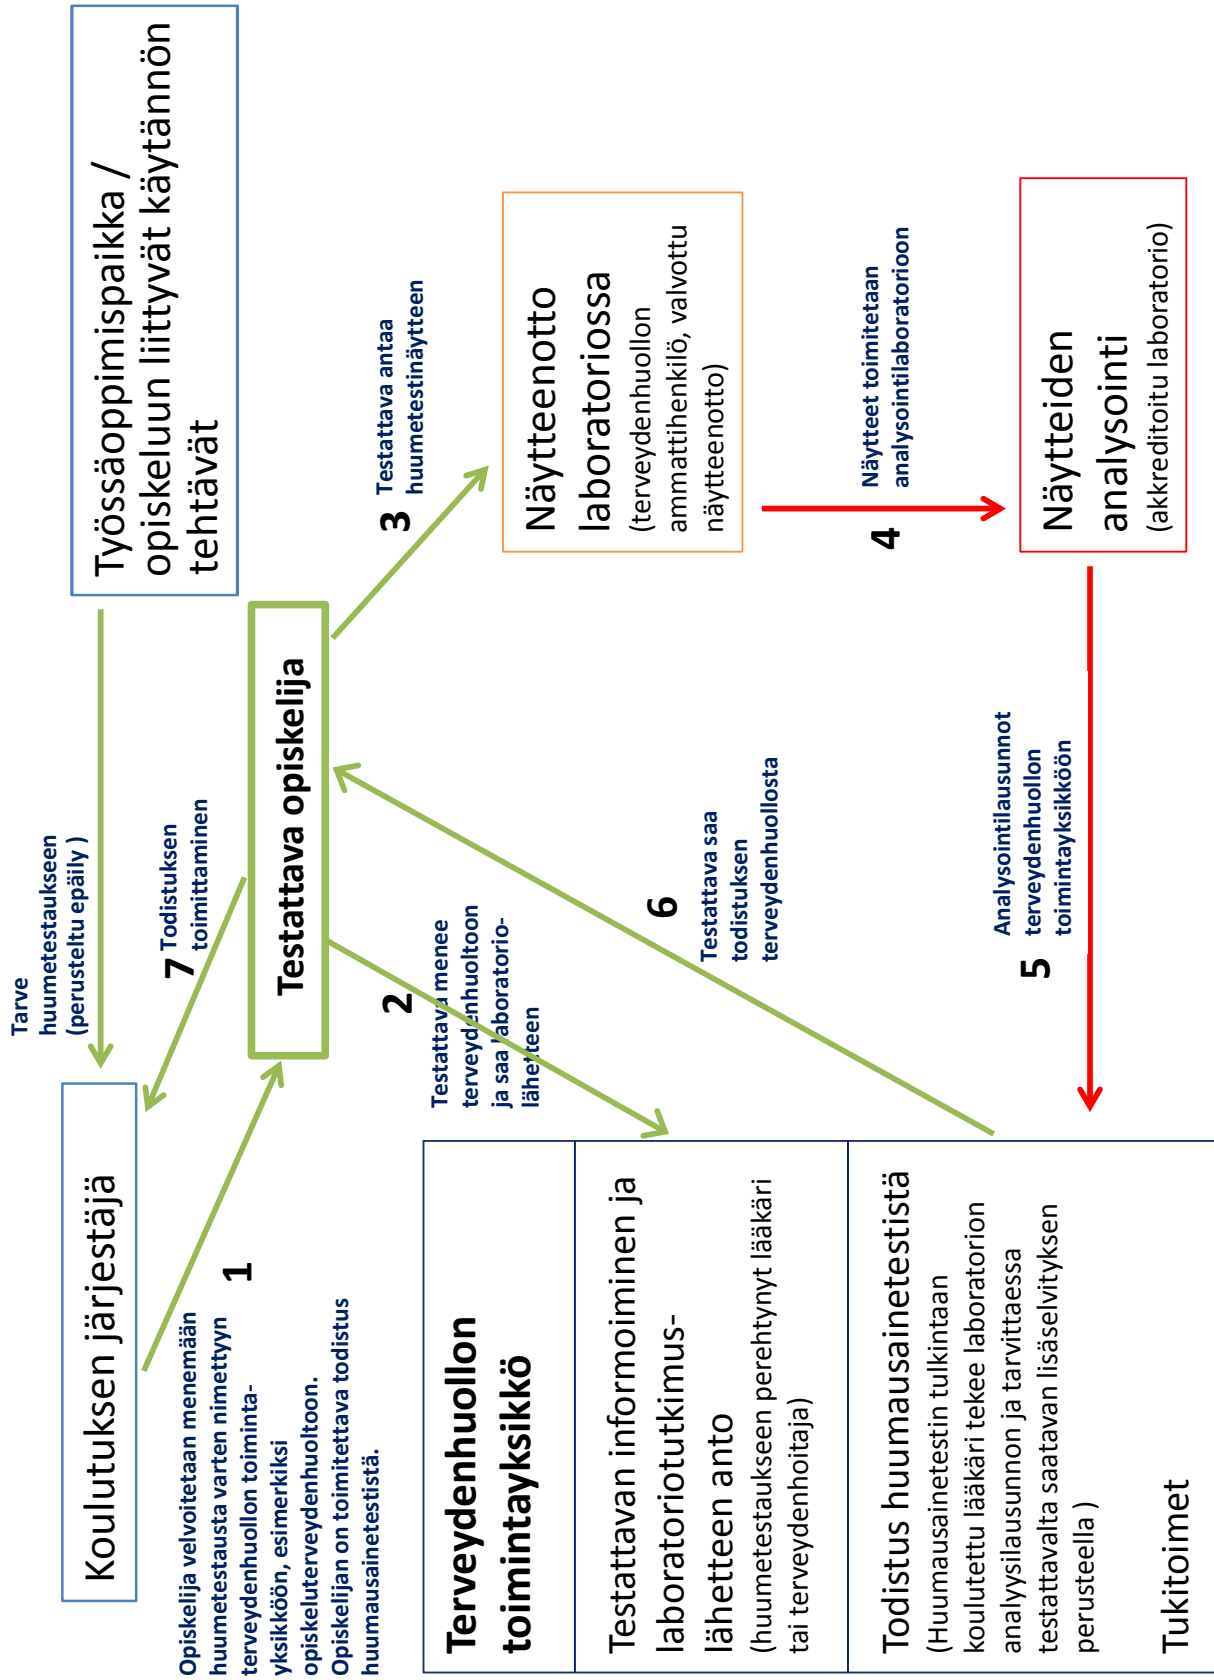 Koulutuksen järjestäjä
Tarve
huumetestaukseen
(perusteltu epäily )
Työssäoppimispaikka /
opiskeluun liittyvät käytännön
tehtävät
7 Todistuksen
toimittaminen
1
Opiskelija velvoitetaan menemään
huumetestausta varten nimettyyn
terveydenhuollon toiminta-
yksikköön, esimerkiksi
opiskeluterveydenhuoltoon.
Opiskelijan on toimitettava todistus
huumausainetestistä.
Testattava opiskelija
2
Testattava menee
terveydenhuoltoon
ja saa laboratorio-
lähetteen
3
Testattava antaa
huumetestinäytteen
Terveydenhuollon
toimintayksikkö
Testattavan informoiminen ja
laboratoriotutkimus-
lähetteen anto
(huumetestaukseen perehtynyt lääkäri
tai terveydenhoitaja)
Näytteenotto
laboratoriossa
(terveydenhuollon
ammattihenkilö, valvottu
näytteenotto)
6
Testattava saa
todistuksen
terveydenhuollosta
4
Näytteet toimitetaan
analysointilaboratorioon
Todistus huumausainetestistä
(Huumausainetestin tulkintaan
koulutettu lääkäri tekee laboratorion
analyysilausunnon ja tarvittaessa
testattavalta saatavan lisäselvityksen
perusteella )
Tukitoimet
Analysointilausunnot
terveydenhuollon
toimintayksikköön
5
Näytteiden
analysointi
(akkreditoitu laboratorio)